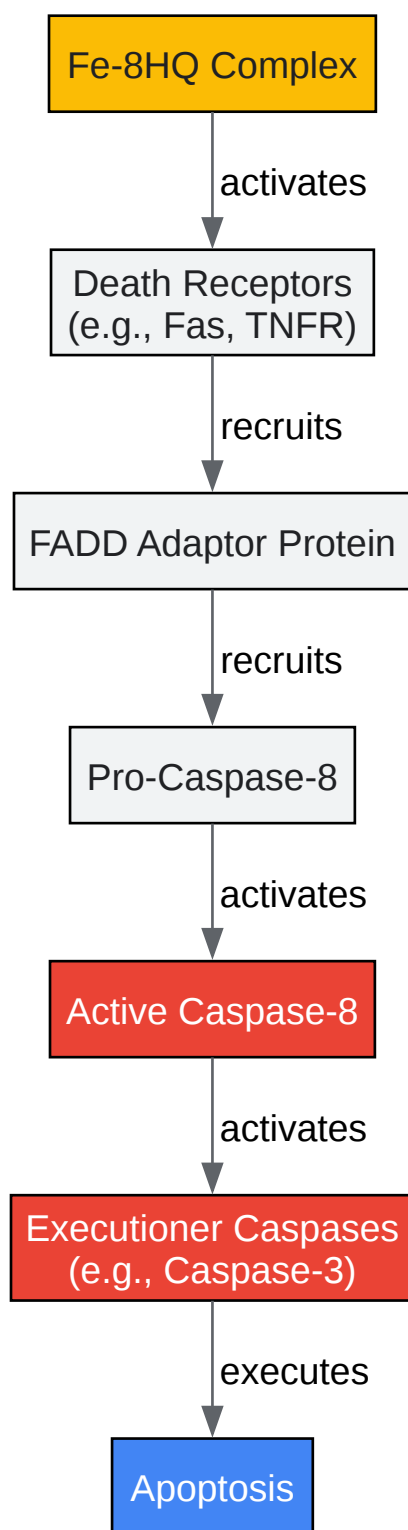 Fe-8HQ Complex
activates
Death Receptors
(e.g., Fas, TNFR)
recruits
FADD Adaptor Protein
recruits
Pro-Caspase-8
activates
Active Caspase-8
activates
Executioner Caspases
(e.g., Caspase-3)
executes
Apoptosis